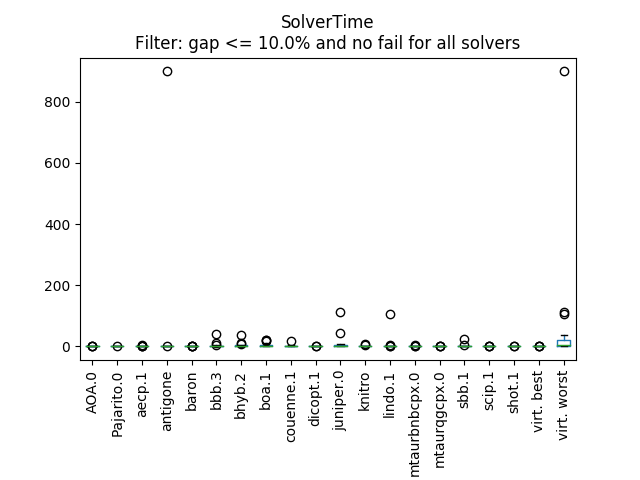 SolverTime
Filter: gap <= 10.0% and no fail for all solvers
800
600
400
200
0
AOA.0
Pajarito.0
aecp.1
antigone
baron
bbb.3
bhyb.2
boa.1
couenne.1
dicopt.1
juniper.0
knitro
lindo.1
mtaurbnbcpx.0
mtaurqgcpx.0
sbb.1
scip.1
shot.1
virt. best
virt. worst